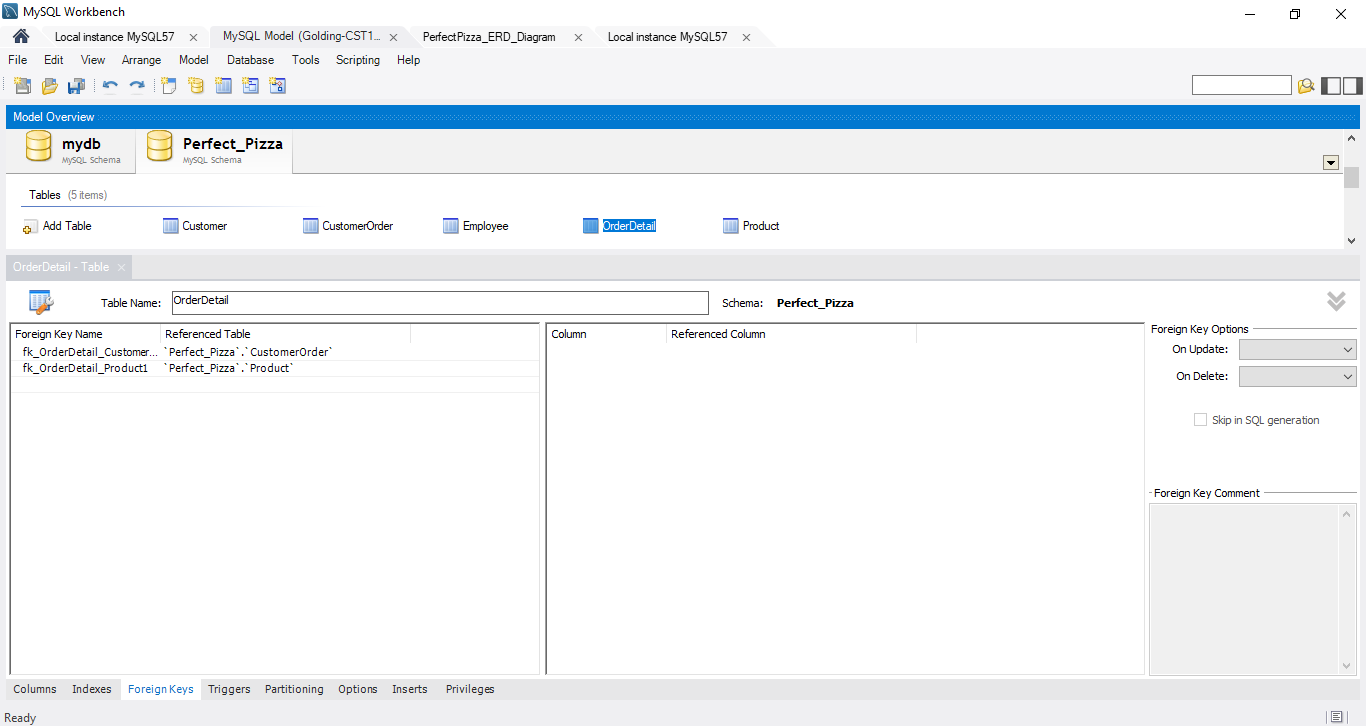 MySQL Workbench
Local instance MySQL57 MySQL Model (Golding-CST1... PerfectPizza_ERD_Diagram Local instance MySQL57
File Edit View Arrange Model Database Tools Scripting Help
Model Overview
mydb
MySQL Schema
Perfect_Pizza
MySQL Schema
Tables (5 items)
Add Table Customer CustomerOrder Employee OrderDetail Product
OrderDetail - Table
Table Name: OrderDetail Schema: Perfect_Pizza
Foreign Key Name Referenced Table
fk_OrderDetail_Customer... `Perfect_Pizza`.`CustomerOrder`
fk_OrderDetail_Product1 `Perfect_Pizza`.`Product`
Column Referenced Column
Foreign Key Options
On Update:
On Delete:
Skip in SQL generation
Foreign Key Comment
Columns Indexes Foreign Keys Triggers Partitioning Options Inserts Privileges
Ready